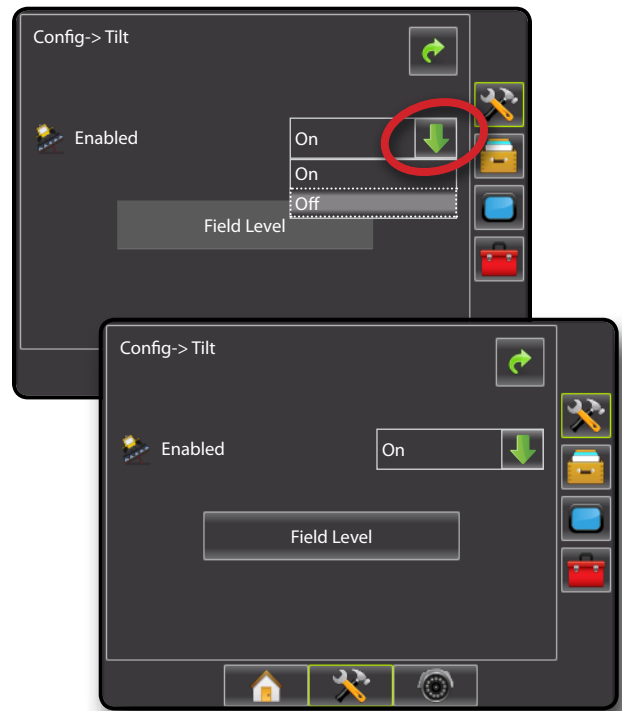 Config-> Tilt
Enabled
On
On
Off
Field Level
Config-> Tilt
Enabled
On
Field Level